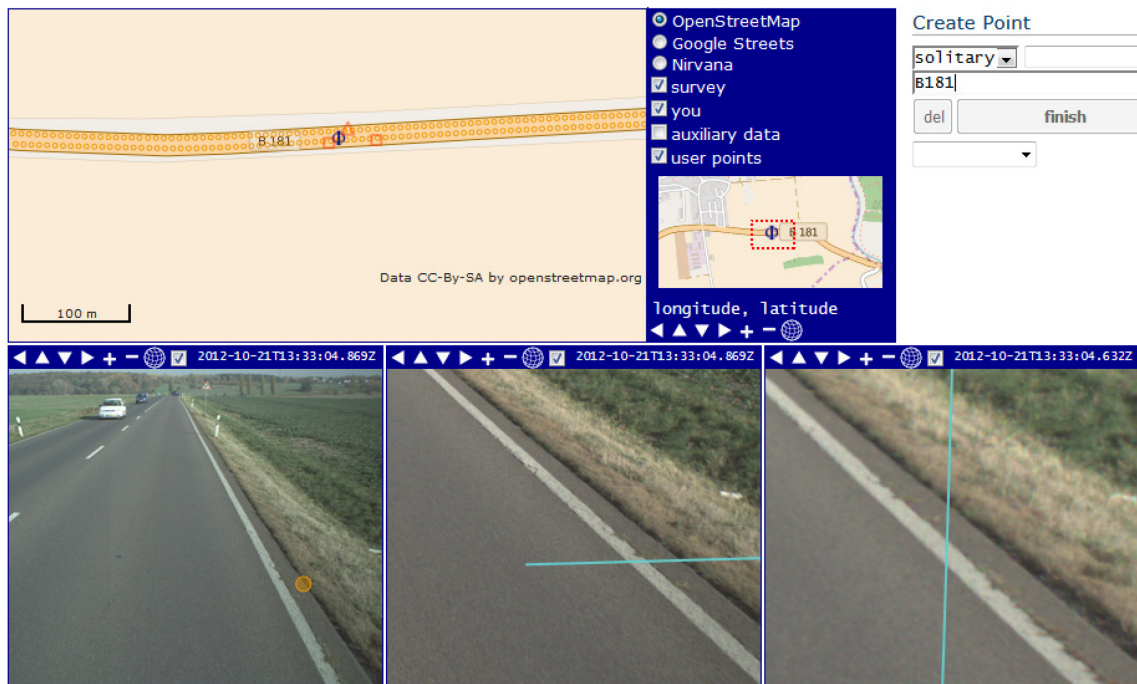 OpenStreetMap
Google Streets
Nirvana
survey
you
auxiliary data
user points
Create Point
solitary
B181
del finish
B 181
Data CC-By-SA by openstreetmap.org
100 m
B 181
longitude, latitude
2012-10-21T13:33:04.869Z
2012-10-21T13:33:04.869Z
2012-10-21T13:33:04.632Z